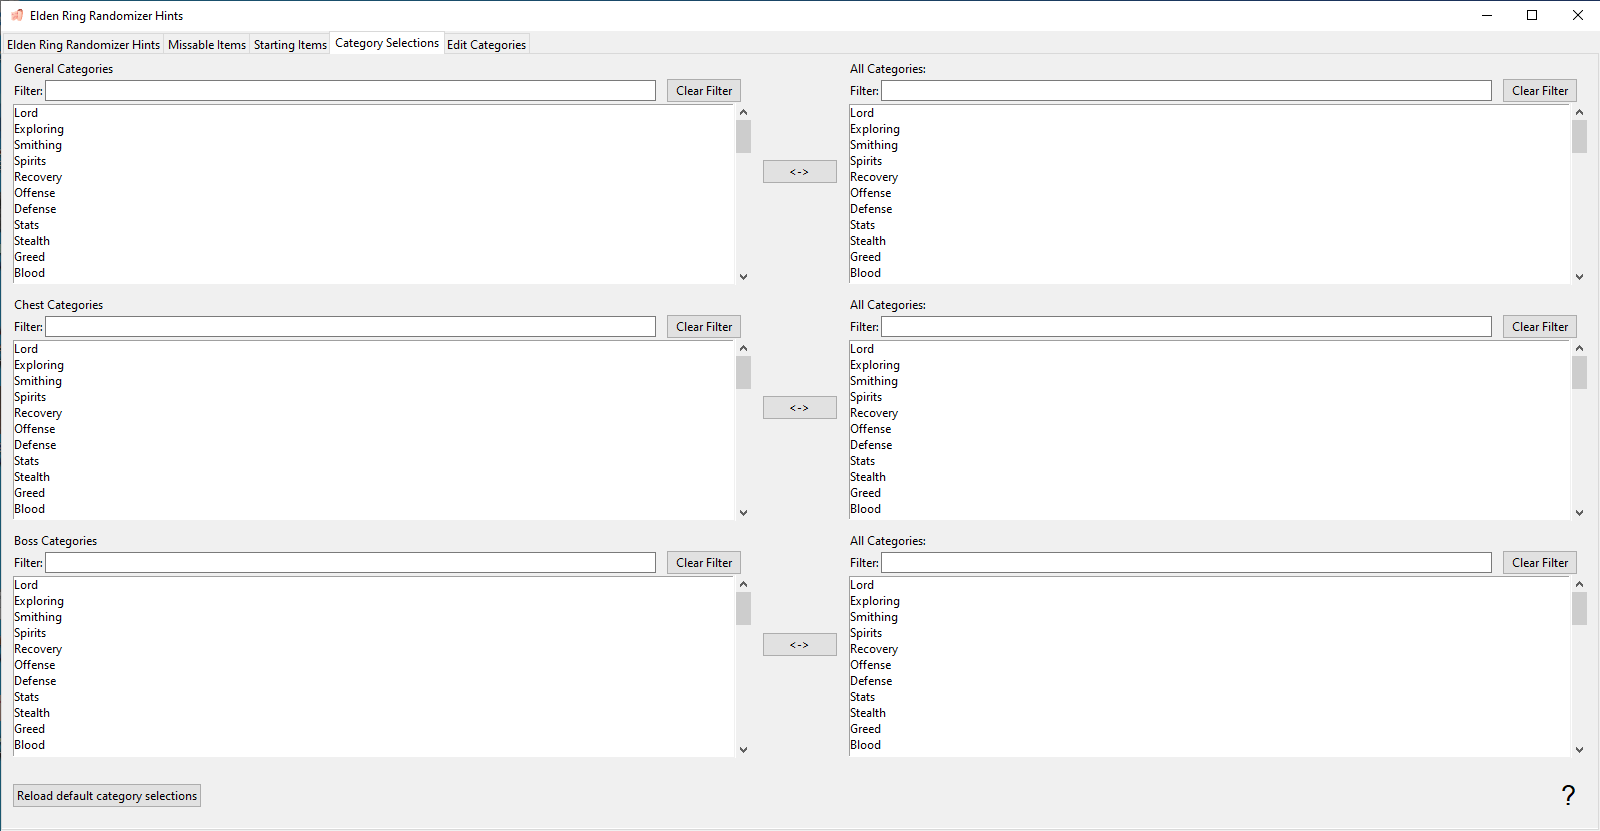 Elden Ring Randomizer Hints
Elden Ring Randomizer Hints Missable Items Starting Items Category Selections Edit Categories
General Categories
Filter: Clear Filter
Lord
Exploring
Smithing
Spirits
Recovery
Offense
Defense
Stats
Stealth
Greed
Blood
<->
All Categories:
Filter: Clear Filter
Lord
Exploring
Smithing
Spirits
Recovery
Offense
Defense
Stats
Stealth
Greed
Blood
Chest Categories
Filter: Clear Filter
Lord
Exploring
Smithing
Spirits
Recovery
Offense
Defense
Stats
Stealth
Greed
Blood
<->
All Categories:
Filter: Clear Filter
Lord
Exploring
Smithing
Spirits
Recovery
Offense
Defense
Stats
Stealth
Greed
Blood
Boss Categories
Filter: Clear Filter
Lord
Exploring
Smithing
Spirits
Recovery
Offense
Defense
Stats
Stealth
Greed
Blood
<->
All Categories:
Filter: Clear Filter
Lord
Exploring
Smithing
Spirits
Recovery
Offense
Defense
Stats
Stealth
Greed
Blood
Reload default category selections
?